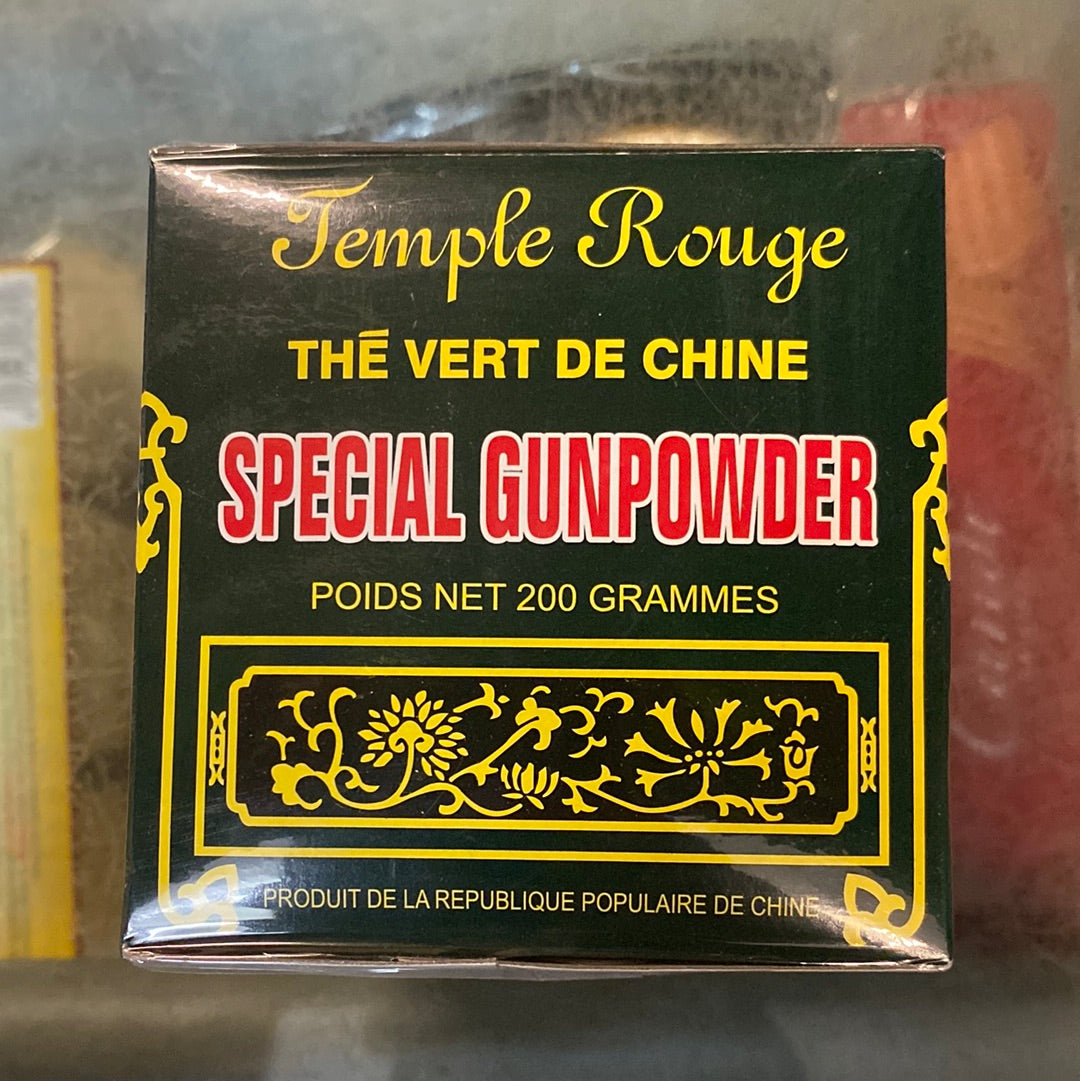 Temple Rouge
THÉ VERT DE CHINE
SPECIAL GUNPOWDER
POIDS NET 200 GRAMMES
PRODUIT DE LA REPUBLIQUE POPULAIRE DE CHINE